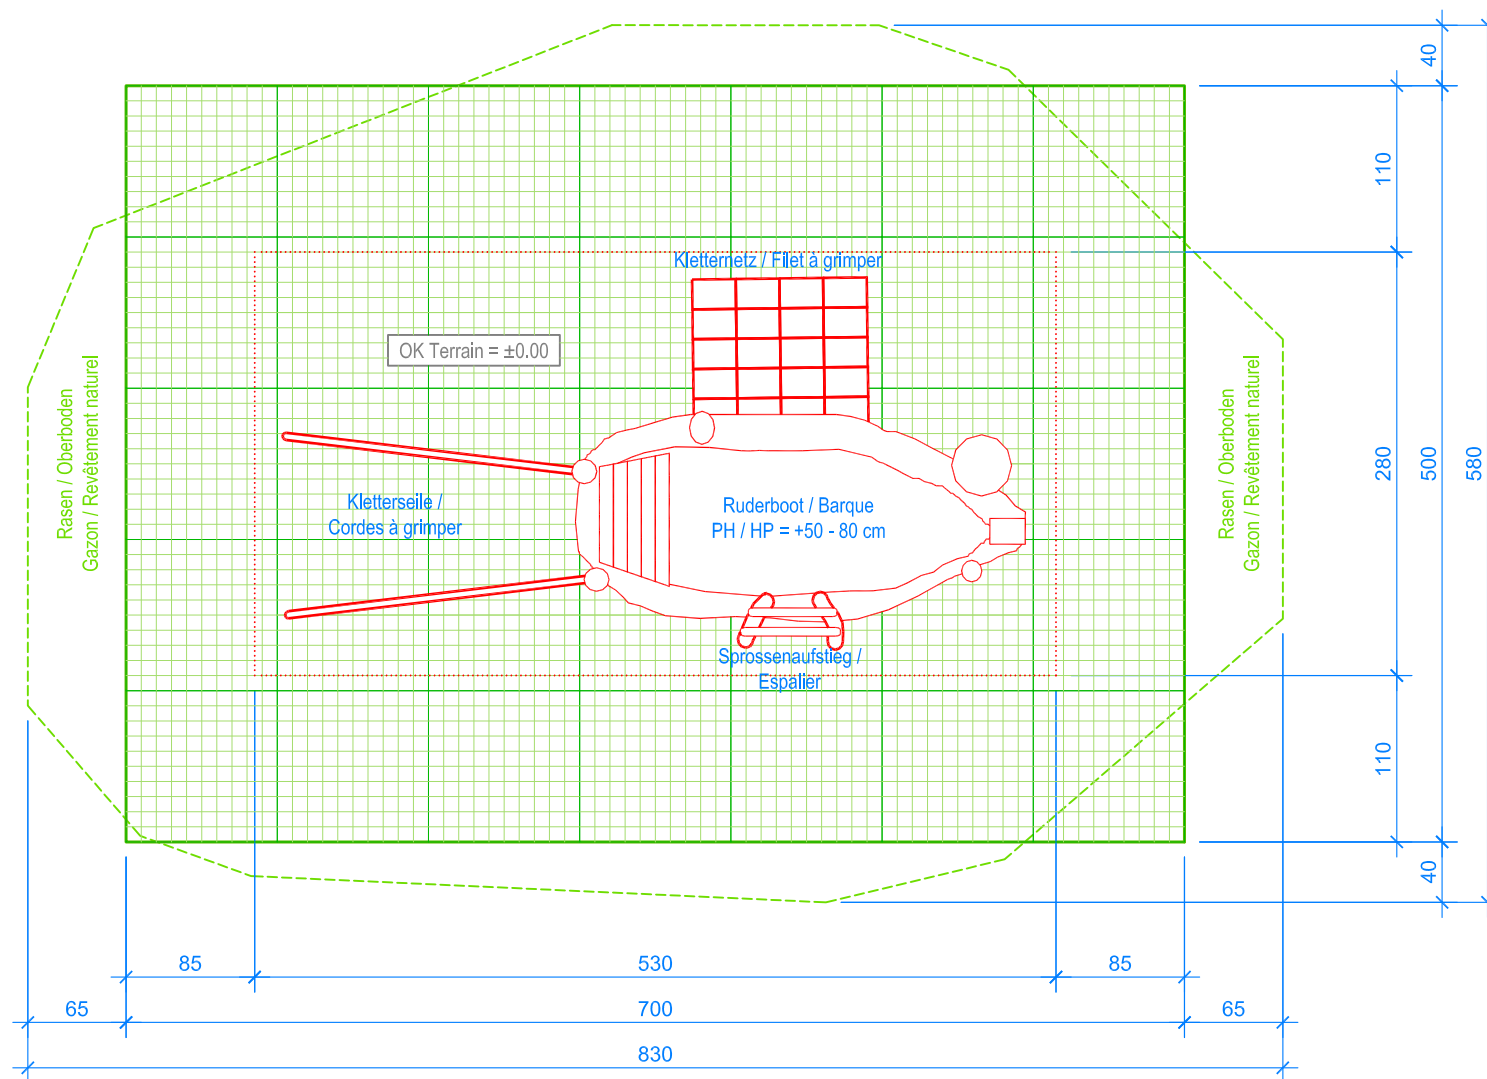 40
110
Kletternetz / Filet à grimper
OK Terrain = ±0.00
Rasen / Oberboden
Gazon / Revêtement naturel
Rasen / Oberboden
Gazon / Revêtement naturel
280
500
580
Kletterseile /
Cordes à grimper
Ruderboot / Barque
PH / HP = +50 - 80 cm
Sprossenaufstieg /
Espalier
110
40
85
530
85
65
700
65
830